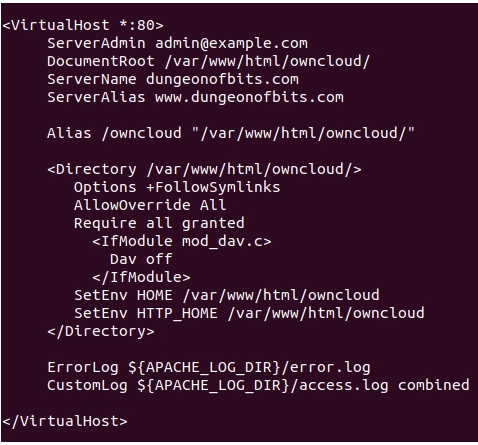 <VirtualHost *:80>
     ServerAdmin admin@example.com
     DocumentRoot /var/www/html/owncloud/
     ServerName dungeonofbits.com
     ServerAlias www.dungeonofbits.com

     Alias /owncloud "/var/www/html/owncloud/"

     <Directory /var/www/html/owncloud/>
        Options +FollowSymlinks
        AllowOverride All
        Require all granted
          <IfModule mod_dav.c>
            Dav off
          </IfModule>
        SetEnv HOME /var/www/html/owncloud
        SetEnv HTTP_HOME /var/www/html/owncloud
     </Directory>

     ErrorLog ${APACHE_LOG_DIR}/error.log
     CustomLog ${APACHE_LOG_DIR}/access.log combined

</VirtualHost>